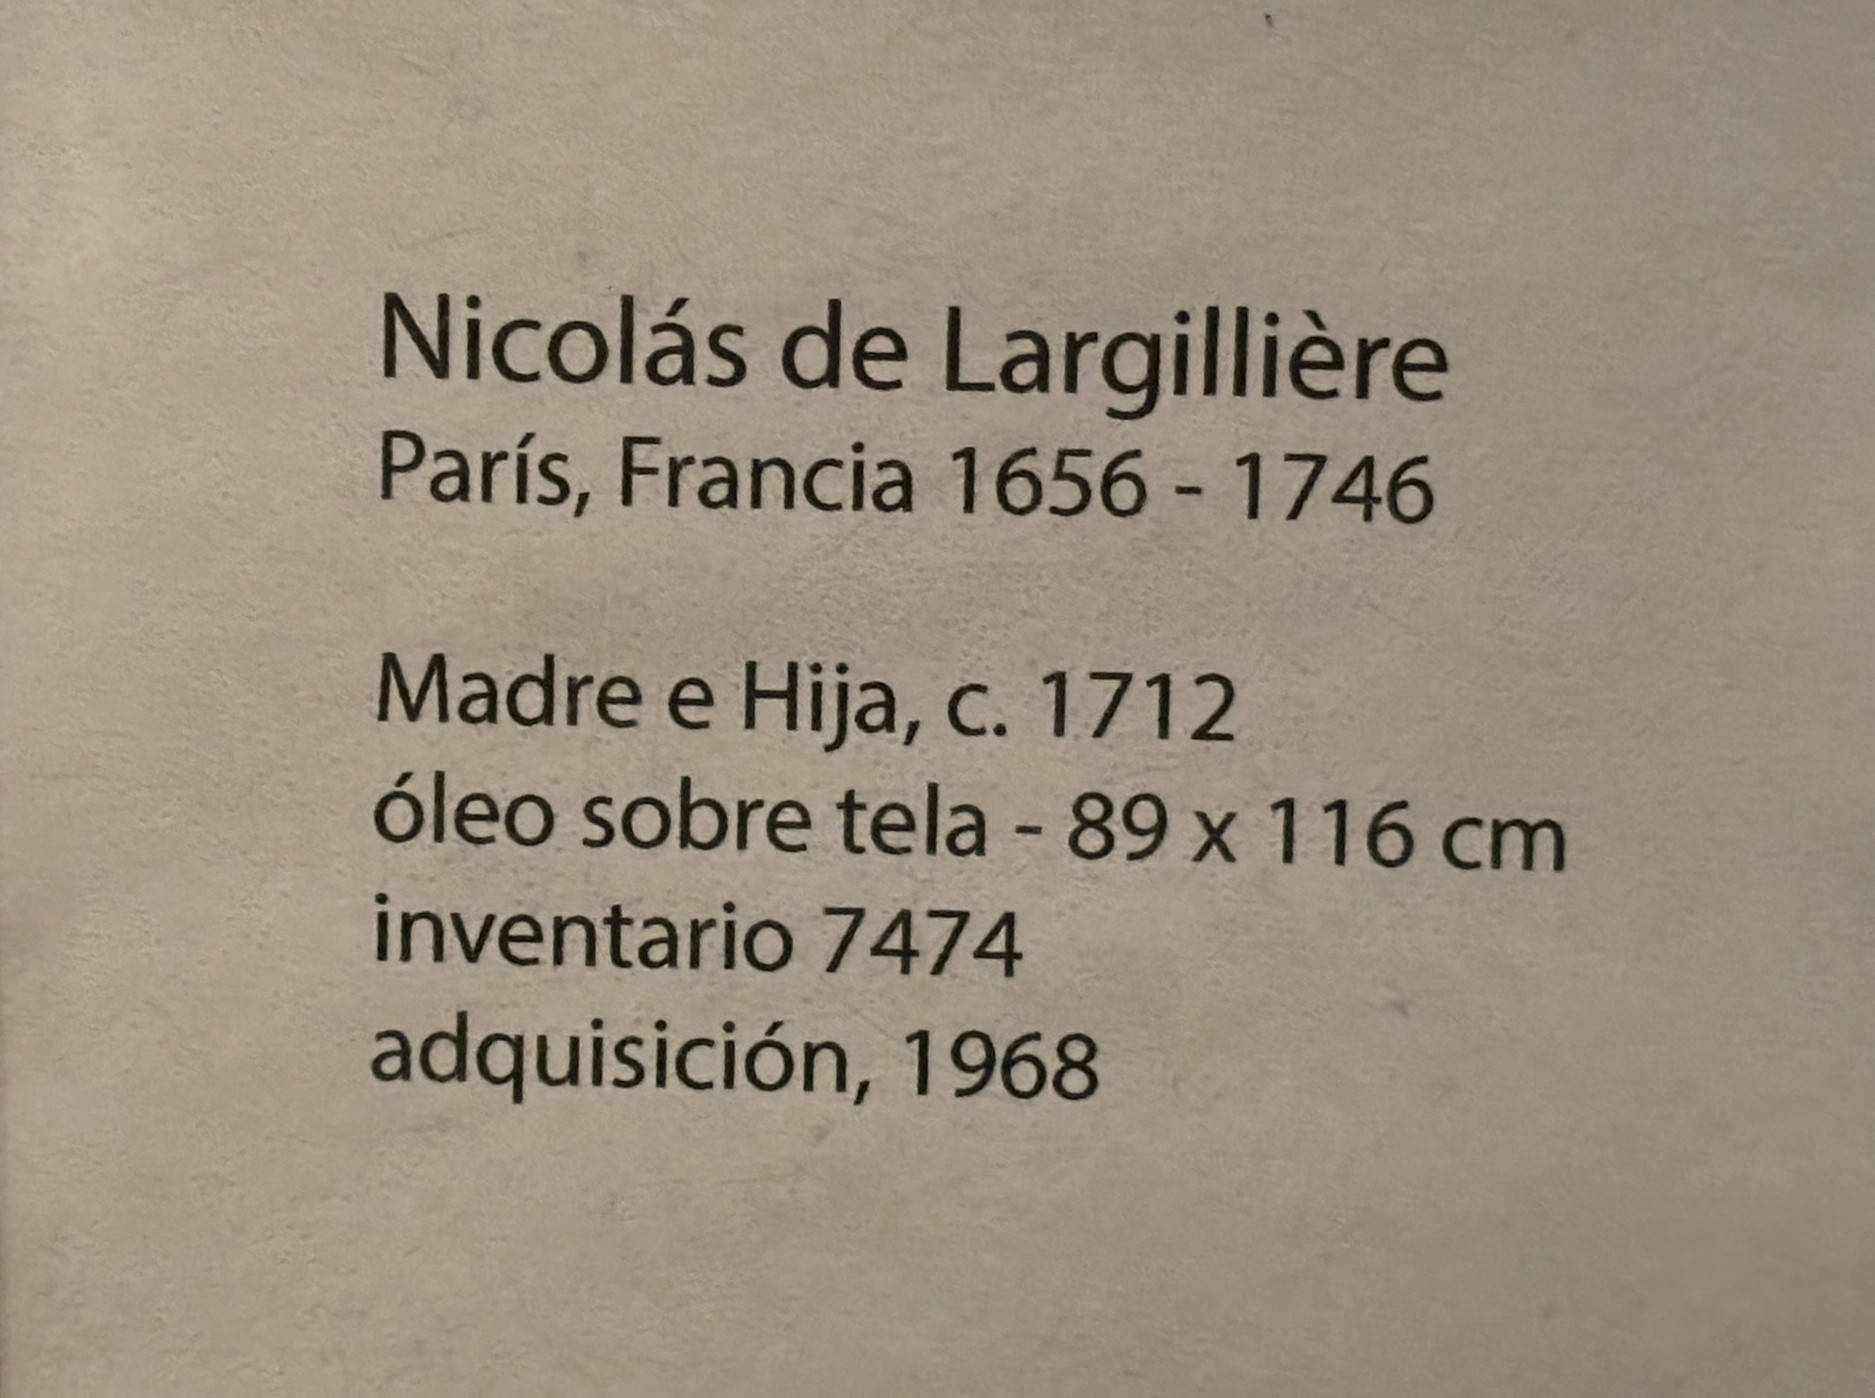 Nicolás de Largillière
París, Francia 1656 - 1746
Madre e Hija, c. 1712
óleo sobre tela - 89 x 116 cm
inventario 7474
adquisición, 1968